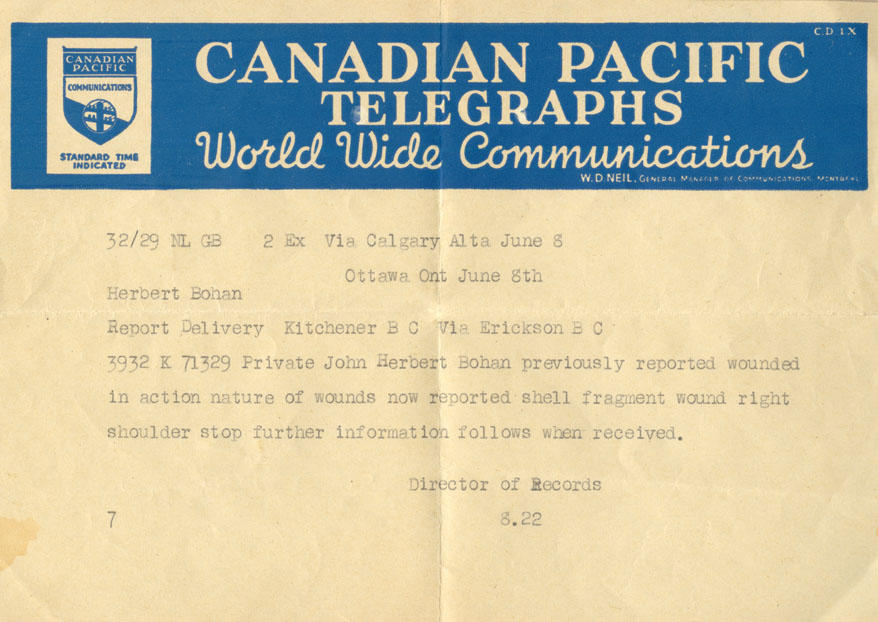 C.D 1 X
CANADIAN
PACIFIC
COMMUNICATIONS
STANDARD TIME
INDICATED
CANADIAN PACIFIC
TELEGRAPHS
World Wide Communications
W.D. NEIL, GENERAL MANAGER OF COMMUNICATIONS, MONTREAL
32/29 NL GB 2 Ex Via Calgary Alta June 8
Ottawa Ont June 8th
Herbert Bohan
Report Delivery Kitchener B C Via Erickson B C
3932 K 71329 Private John Herbert Bohan previously reported wounded
in action nature of wounds now reported shell fragment wound right
shoulder stop further information follows when received.
Director of Records
7 8.22